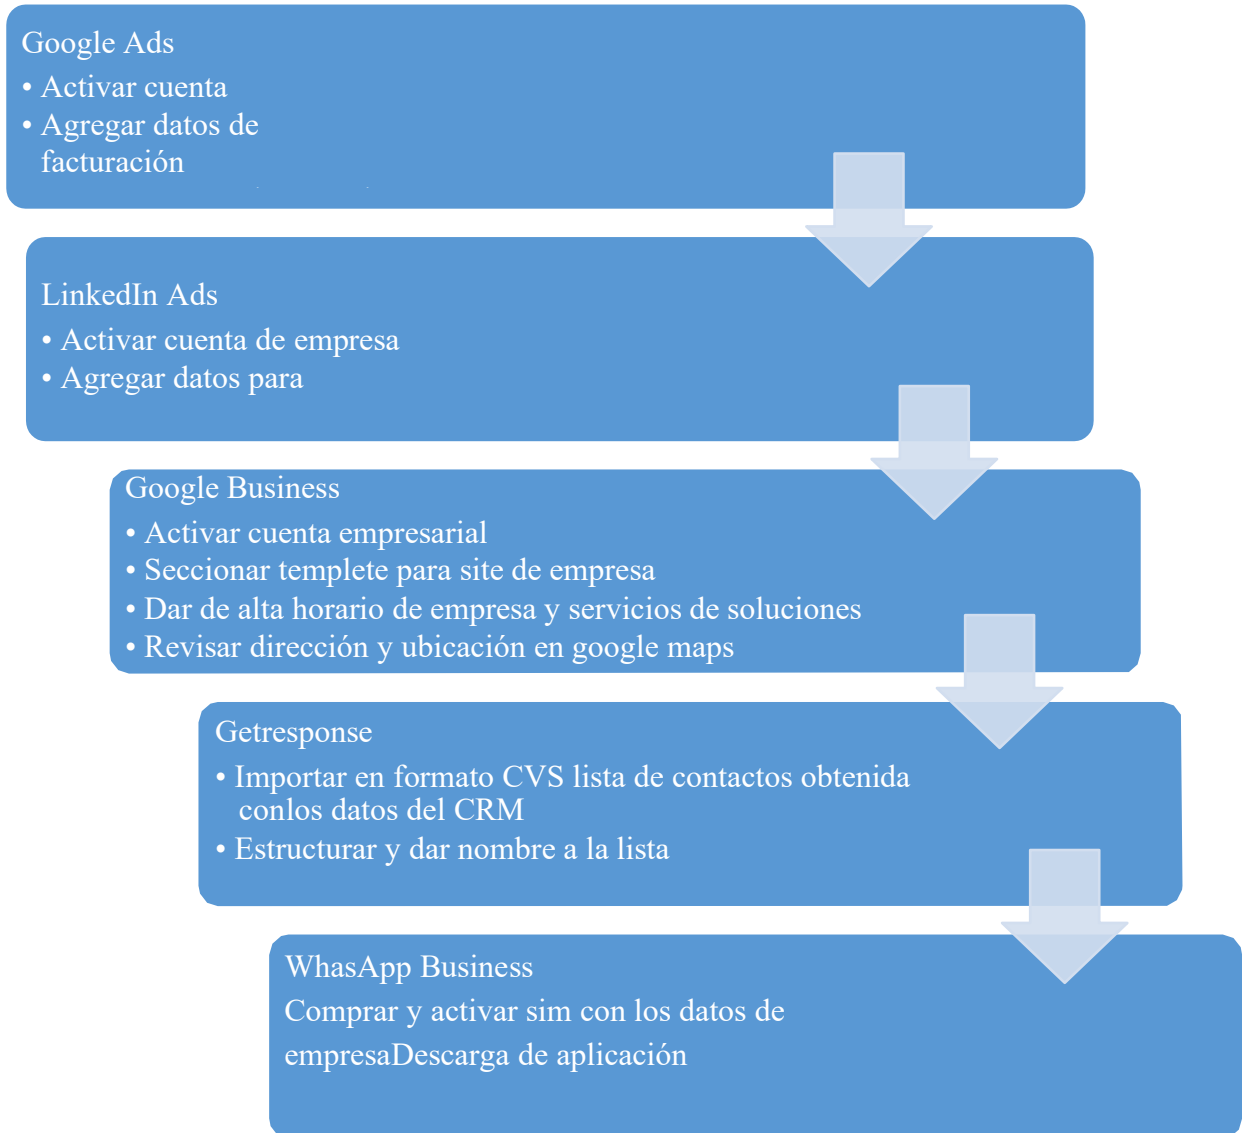 Google Ads
• Activar cuenta
• Agregar datos de
facturación
LinkedIn Ads
• Activar cuenta de empresa
• Agregar datos para
Google Business
• Activar cuenta empresarial
• Seccionar templete para site de empresa
• Dar de alta horario de empresa y servicios de soluciones
• Revisar dirección y ubicación en google maps
Getresponse
• Importar en formato CVS lista de contactos obtenida
conlos datos del CRM
• Estructurar y dar nombre a la lista
WhasApp Business
Comprar y activar sim con los datos de
empresaDescarga de aplicación